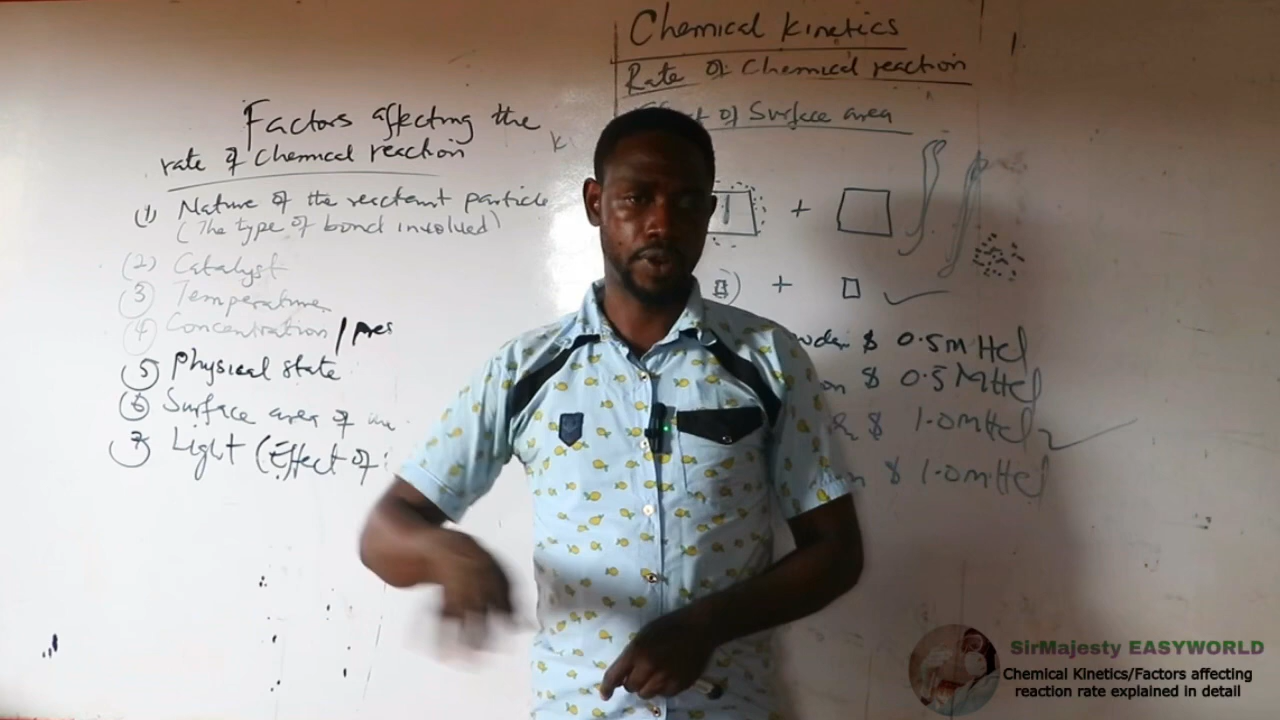 Factors affecting the
rate of Chemical reaction
(1) Nature of the reactant particle
(The type of bond involved)
(2) Catalyst
(3) Temperature
(4) Concentration / pres
(5) Physical state
(6) Surface area of
(7) Light (Effect of
Chemical Kinetics
Rate of Chemical reaction
of Surface area
1 +
+
$ 0.5M HCl
$ 0.5M HCl
$ 1.0M HCl
$ 1.0M HCl
SirMajesty EASYWORLD
Chemical Kinetics/Factors affecting
reaction rate explained in detail